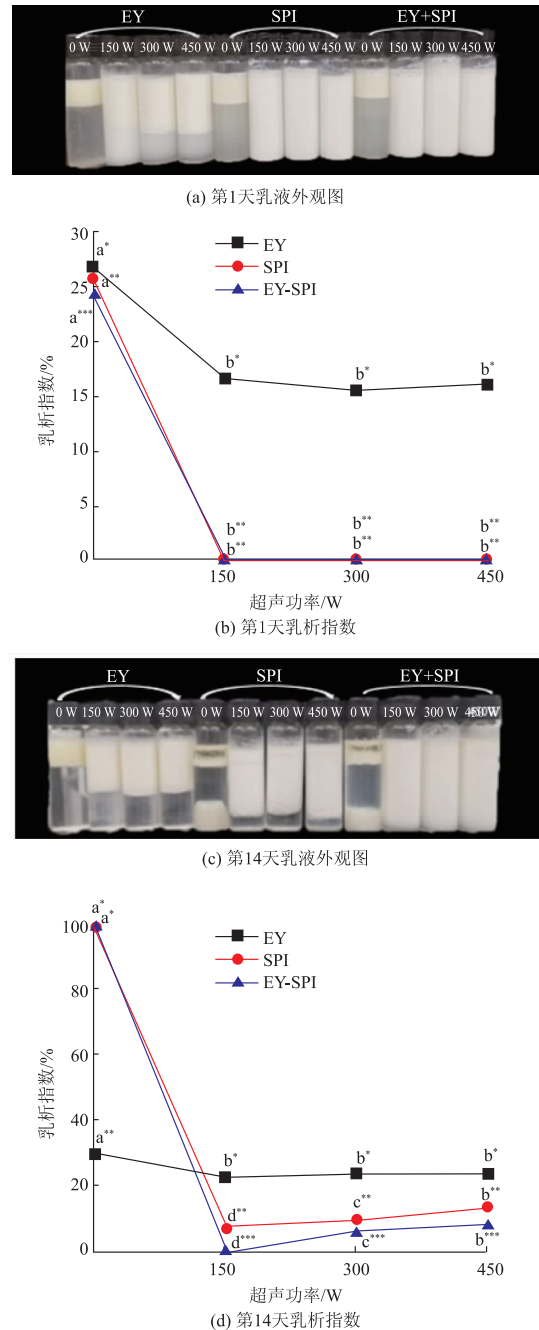 EY SPI EY+SPI
0 W 150 W 300 W 450 W 0 W 150 W 300 W 450 W 0 W 150 W 300 W 450 W
(a) 第1天乳液外观图
30
25
20
15
10
5
0
乳析指数/%
EY
SPI
EY-SPI
a*
a**
a***
b* b* b*
b** b** b**
b** b** b**
150 300 450
超声功率/W
(b) 第1天乳析指数
EY SPI EY+SPI
0 W 150 W 300 W 450 W 0 W 150 W 300 W 450 W 0 W 150 W 300 W 450W
(c) 第14天乳液外观图
100
80
60
40
20
0
乳析指数/%
EY
SPI
EY-SPI
a*
a*
a** b* b* b*
d** c** b**
d*** c*** b***
150 300 450
超声功率/W
(d) 第14天乳析指数